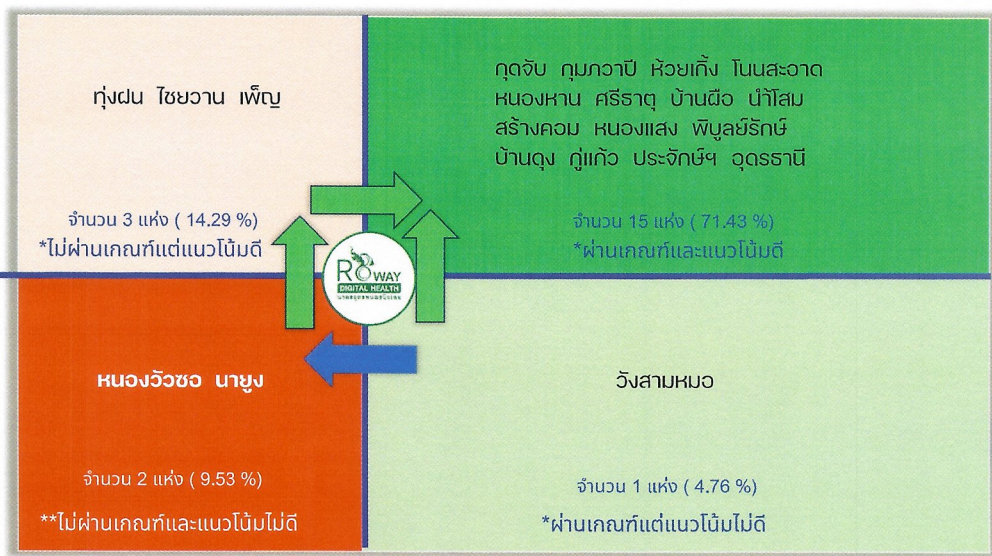 ทุ่งฝน ไชยวาน เพ็ญ
จำนวน 3 แห่ง ( 14.29 %)
*ไม่ผ่านเกณฑ์แต่แนวโน้มดี
กุดจับ กุมภวาปี ห้วยเกิ้ง โนนสะอาด
หนองหาน ศรีธาตุ บ้านผือ น้ำโสม
สร้างคอม หนองแสง พิบูลย์รักษ์
บ้านดุง กู่แก้ว ประจักษ์ฯ อุดรธานี
จำนวน 15 แห่ง ( 71.43 %)
*ผ่านเกณฑ์และแนวโน้มดี
R8WAY
DIGITAL HEALTH
หนองวัวซอ นายูง
จำนวน 2 แห่ง ( 9.53 %)
**ไม่ผ่านเกณฑ์และแนวโน้มไม่ดี
วังสามหมอ
จำนวน 1 แห่ง ( 4.76 %)
*ผ่านเกณฑ์แต่แนวโน้มไม่ดี